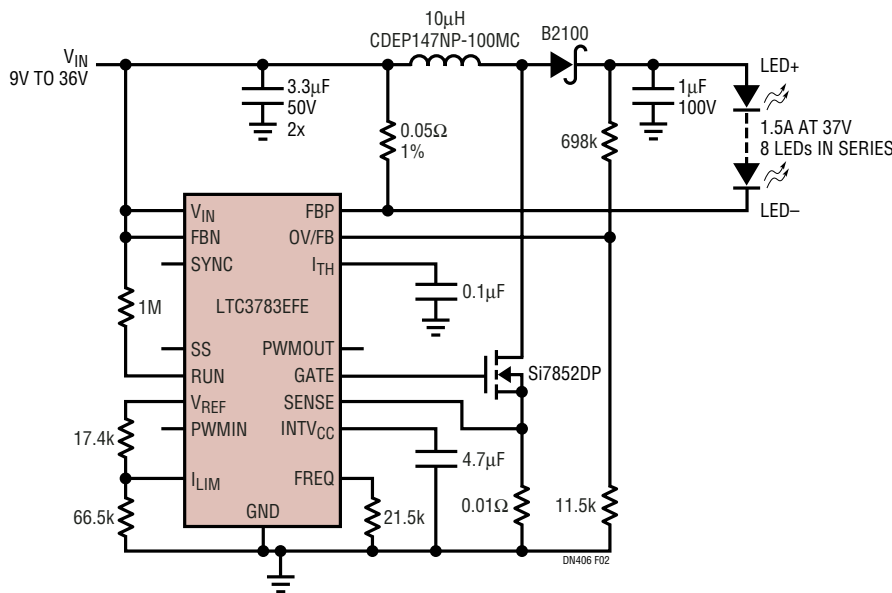 10µH
CDEP147NP-100MC
B2100
VIN
9V TO 36V
3.3µF
50V
2x
0.05Ω
1%
698k
1µF
100V
LED+
1.5A AT 37V
8 LEDs IN SERIES
LED–
VIN
FBN
SYNC
FBP
OV/FB
ITH
LTC3783EFE
1M
0.1µF
SS
RUN
PWMOUT
GATE
Si7852DP
VREF
PWMIN
SENSE
INTVCC
17.4k
4.7µF
ILIM
FREQ
66.5k
GND
21.5k
0.01Ω
11.5k
DN406 F02